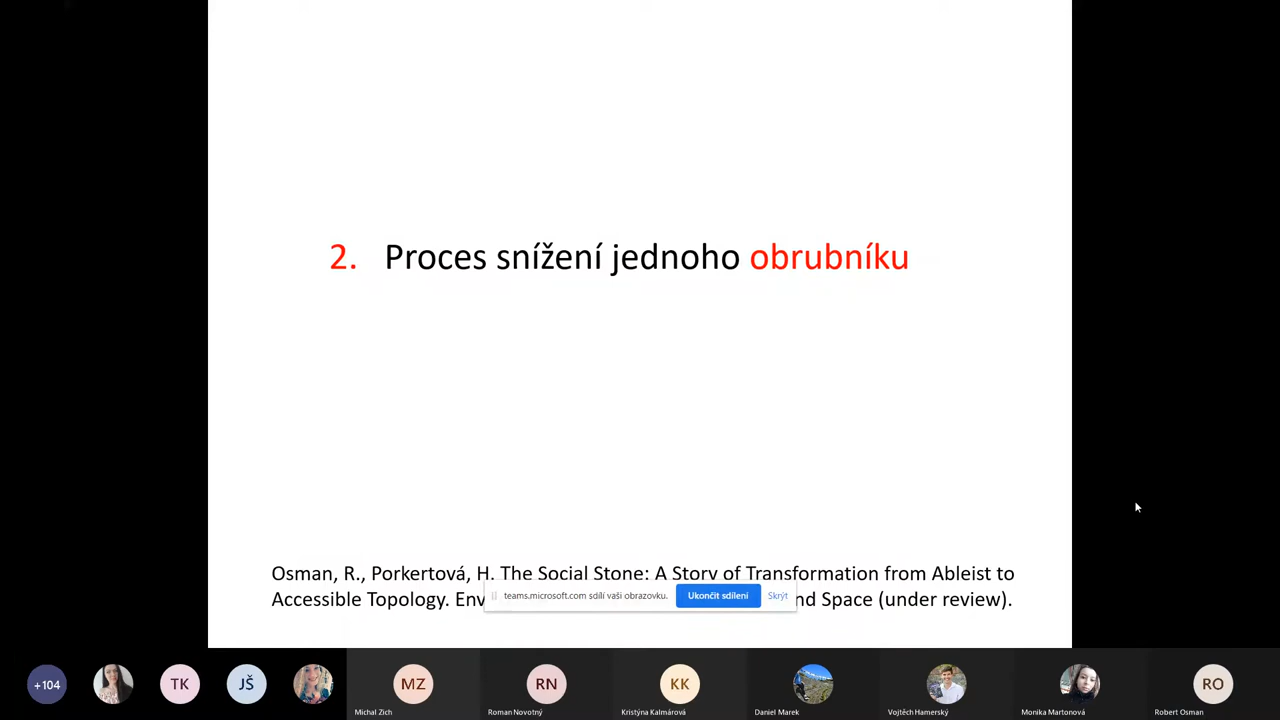 2. Proces snížení jednoho obrubníku
Osman, R., Porkertová, H. The Social Stone: A Story of Transformation from Ableist to
Accessible Topology. Env nd Space (under review).
teams.microsoft.com sdílí vaši obrazovku. Ukončit sdílení Skrýt
+104 TK JŠ MZ RN KK RO
Michal Zich Roman Novotný Kristýna Kalmárová Daniel Marek Vojtěch Hamerský Monika Martonová Robert Osman